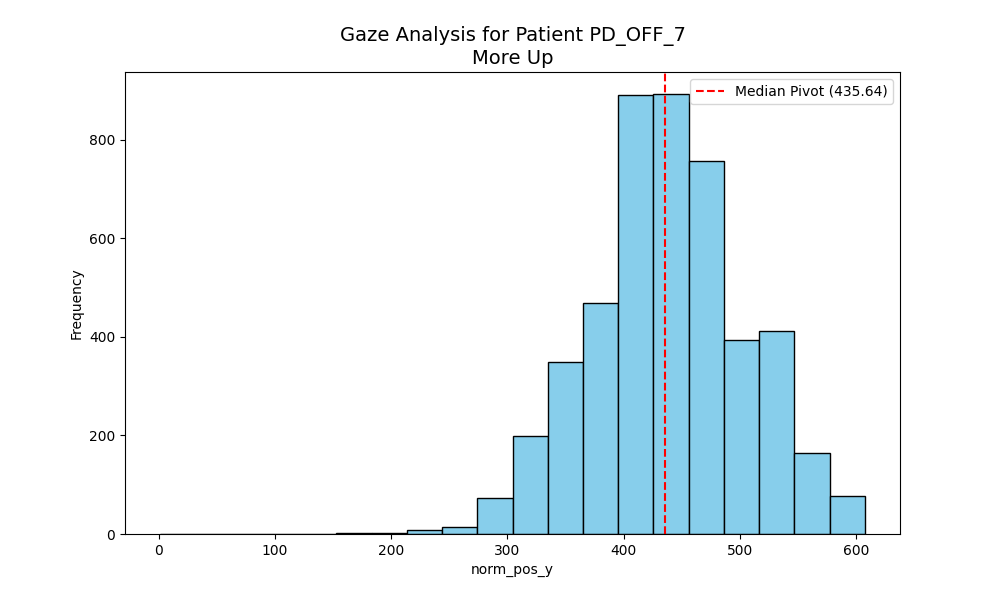 Gaze Analysis for Patient PD_OFF_7
More Up
Median Pivot (435.64)
Frequency
800
600
400
200
0
0 100 200 300 400 500 600
norm_pos_y